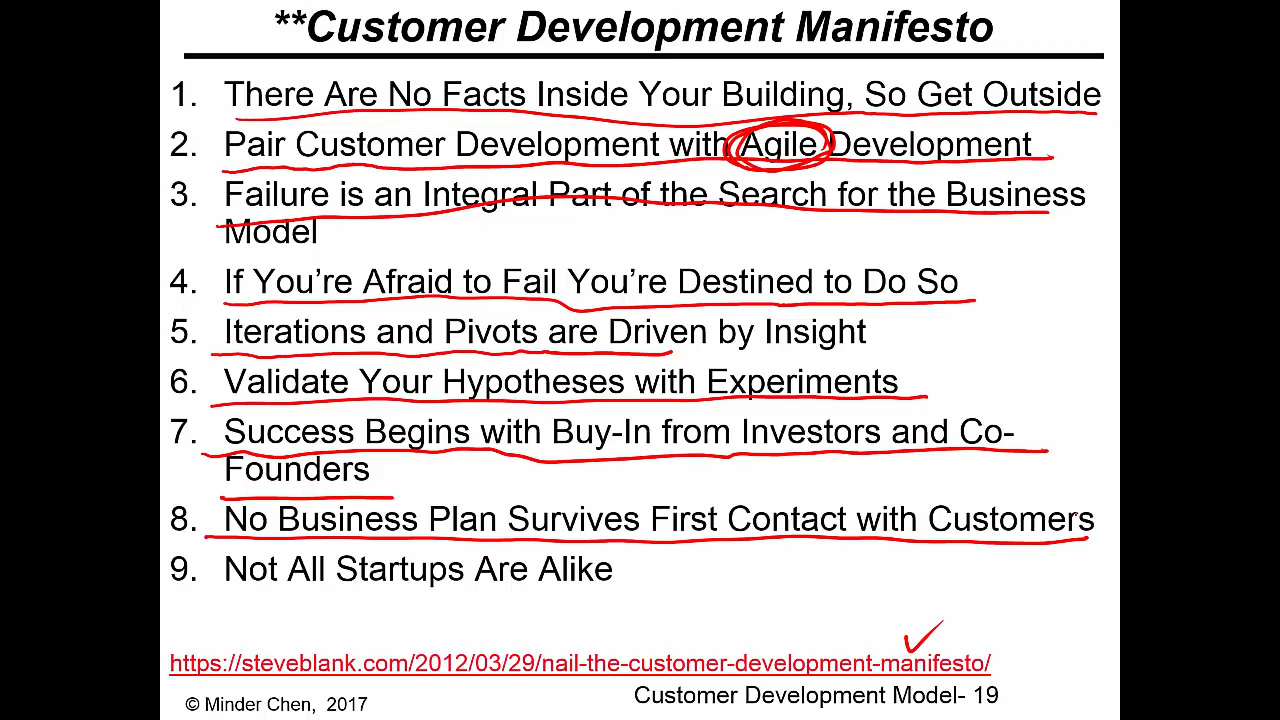 **Customer Development Manifesto
1. There Are No Facts Inside Your Building, So Get Outside
2. Pair Customer Development with Agile Development
3. Failure is an Integral Part of the Search for the Business
Model
4. If You’re Afraid to Fail You’re Destined to Do So
5. Iterations and Pivots are Driven by Insight
6. Validate Your Hypotheses with Experiments
7. Success Begins with Buy-In from Investors and Co-
Founders
8. No Business Plan Survives First Contact with Customers
9. Not All Startups Are Alike
https://steveblank.com/2012/03/29/nail-the-customer-development-manifesto/
© Minder Chen, 2017
Customer Development Model- 19